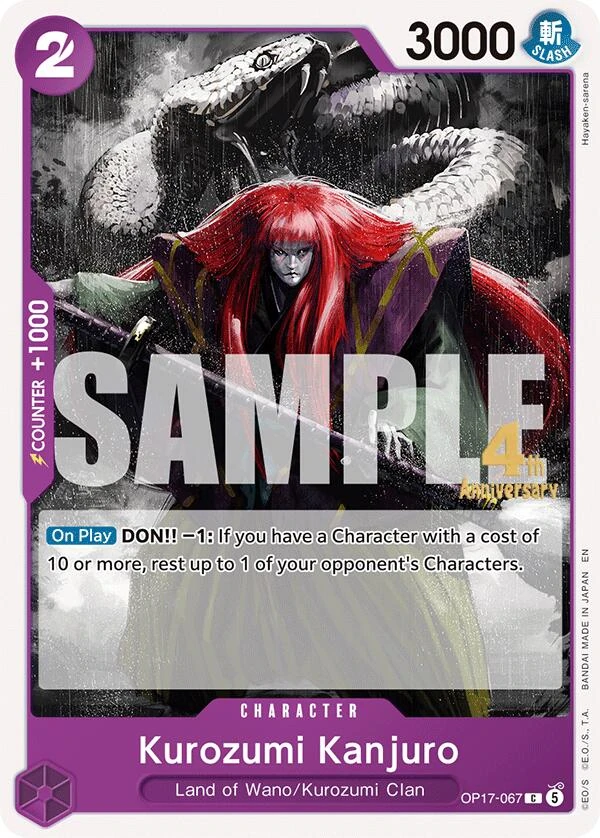 2
3000
斬
SLASH
Hayaken-sarena
COUNTER +1000
SAMPLE
4th
Anniversary
On Play DON!! −1: If you have a Character with a cost of
10 or more, rest up to 1 of your opponent's Characters.
CHARACTER
Kurozumi Kanjuro
Land of Wano/Kurozumi Clan
OP17-067 C 5
©EO/S ©E.O./S., T.A. BANDAI MADE IN JAPAN EN